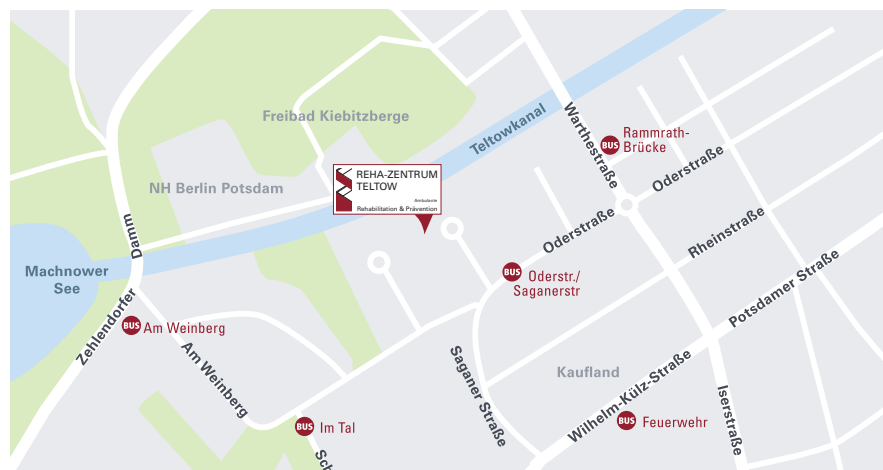 Freibad Kiebitzberge
Teltowkanal
Warthestraße
BUS
Rammrath-
Brücke
Oderstraße
NH Berlin Potsdam
REHA-ZENTRUM
TELTOW
Ambulante
Rehabilitation & Prävention
Oderstraße
Rheinstraße
Zehlendorfer Damm
Machnower
See
BUS
Oderstr./
Saganerstr
Potsdamer Straße
BUS
Am Weinberg
Am Weinberg
Saganer Straße
Kaufland
Wilhelm-Külz-Straße
Iserstraße
BUS
Im Tal
BUS
Feuerwehr
Sch